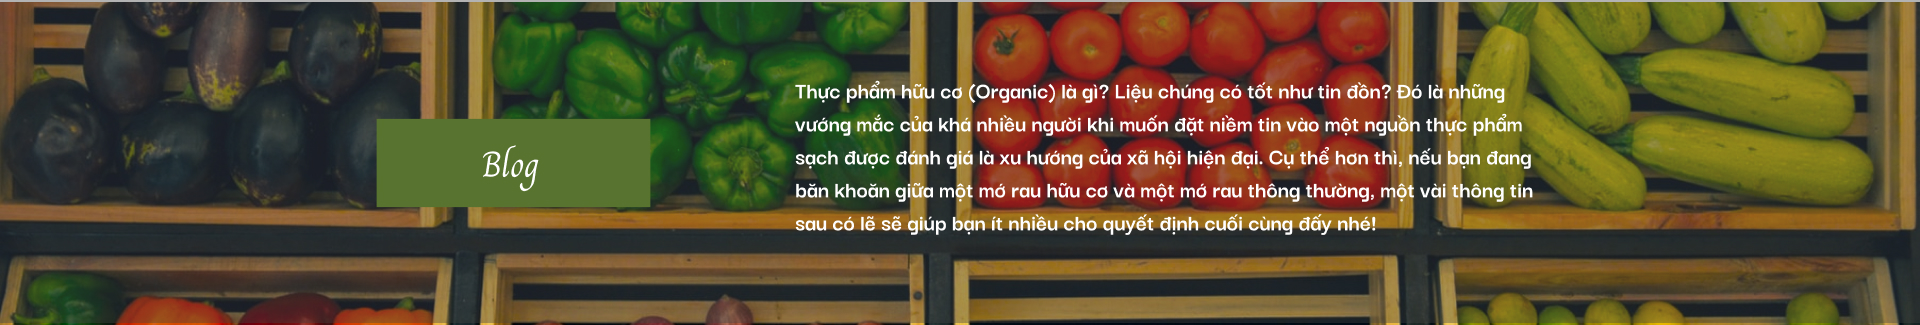 Blog
Thực phẩm hữu cơ (Organic) là gì? Liệu chúng có tốt như tin đồn? Đó là những
vướng mắc của khá nhiều người khi muốn đặt niềm tin vào một nguồn thực phẩm
sạch được đánh giá là xu hướng của xã hội hiện đại. Cụ thể hơn thì, nếu bạn đang
băn khoăn giữa một mớ rau hữu cơ và một mớ rau thông thường, một vài thông tin
sau có lẽ sẽ giúp bạn ít nhiều cho quyết định cuối cùng đấy nhé!